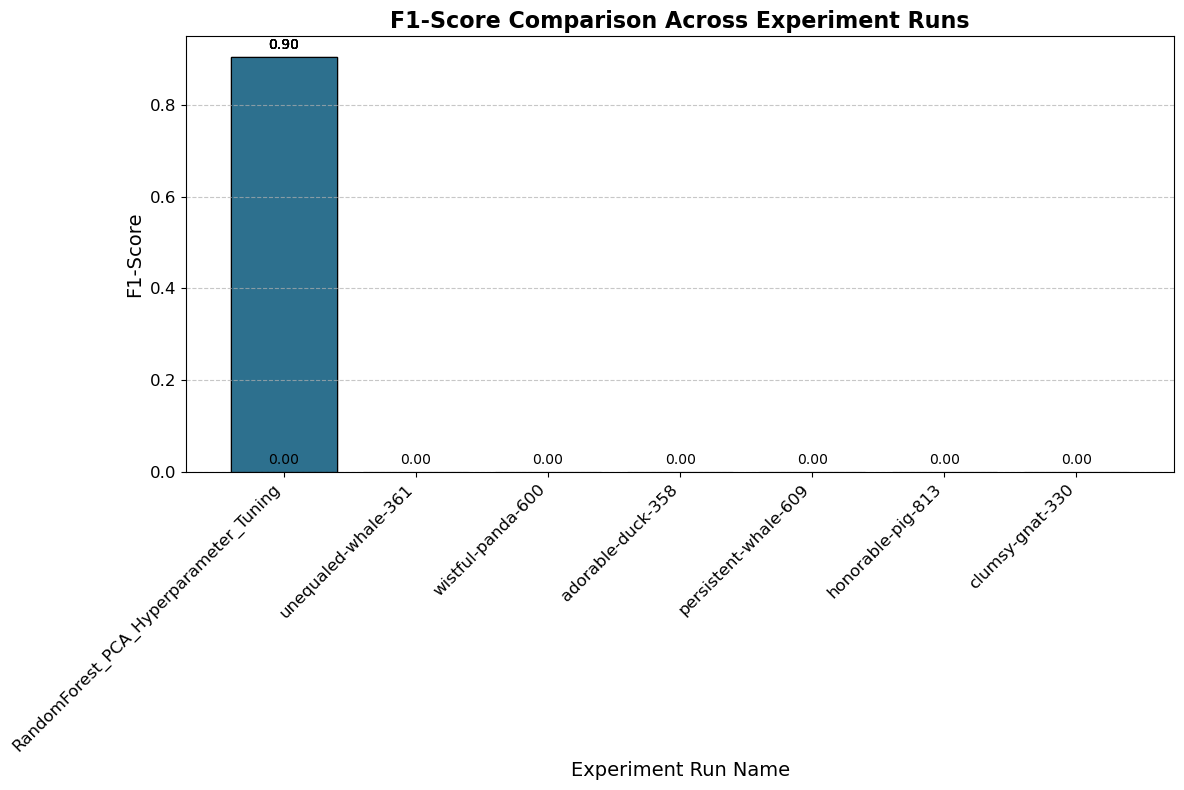 F1-Score Comparison Across Experiment Runs
0.90
0.8
0.6
0.4
0.2
0.0
F1-Score
0.00
0.00
0.00
0.00
0.00
0.00
0.00
RandomForest_PCA_Hyperparameter_Tuning
unequaled-whale-361
wistful-panda-600
adorable-duck-358
persistent-whale-609
honorable-pig-813
clumsy-gnat-330
Experiment Run Name